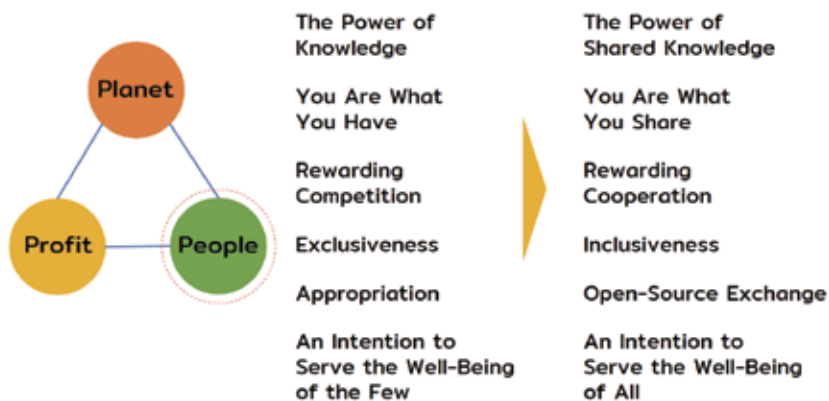 Planet
Profit
People
The Power of
Knowledge
You Are What
You Have
Rewarding
Competition
Exclusiveness
Appropriation
An Intention to
Serve the Well-Being
of the Few
The Power of
Shared Knowledge
You Are What
You Share
Rewarding
Cooperation
Inclusiveness
Open-Source Exchange
An Intention to
Serve the Well-Being
of All